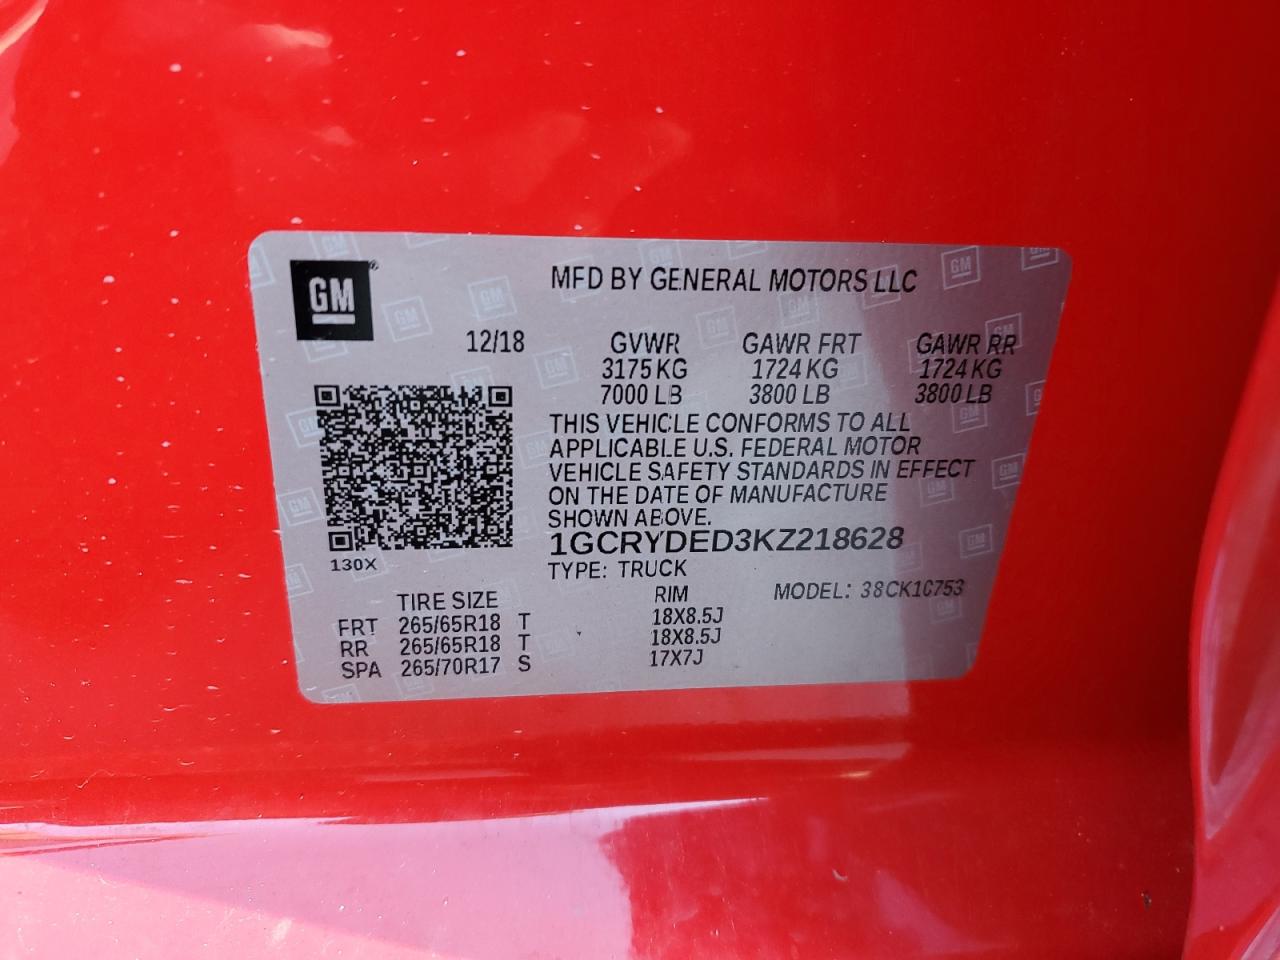 GM®
MFD BY GENERAL MOTORS LLC
12/18 GVWR GAWR FRT GAWR RR
3175 KG 1724 KG 1724 KG
7000 LB 3800 LB 3800 LB
THIS VEHICLE CONFORMS TO ALL
APPLICABLE U.S. FEDERAL MOTOR
VEHICLE SAFETY STANDARDS IN EFFECT
ON THE DATE OF MANUFACTURE
SHOWN ABOVE.
1GCRYDED3KZ218628
130X
TYPE: TRUCK
TIRE SIZE RIM MODEL: 38CK10753
FRT 265/65R18 T 18X8.5J
RR 265/65R18 T 18X8.5J
SPA 265/70R17 S 17X7J